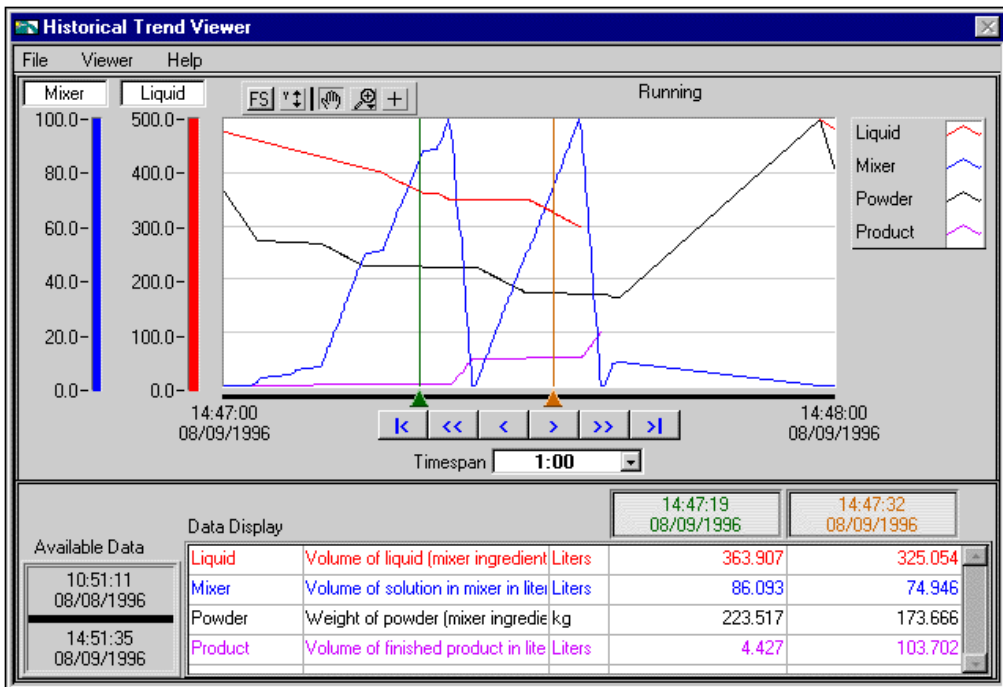 Historical Trend Viewer
File Viewer Help
Mixer Liquid FS Y Running
100.0- 500.0-
80.0- 400.0-
60.0- 300.0-
40.0- 200.0-
20.0- 100.0-
0.0- 0.0-
Liquid
Mixer
Powder
Product
14:47:00 14:48:00
08/09/1996 08/09/1996
|< << < > >> >|
Timespan 1:00
14:47:19 14:47:32
08/09/1996 08/09/1996
Data Display
Available Data
10:51:11
08/08/1996
14:51:35
08/09/1996
Liquid Volume of liquid (mixer ingredient Liters 363.907 325.054
Mixer Volume of solution in mixer in liter Liters 86.093 74.946
Powder Weight of powder (mixer ingredie kg 223.517 173.666
Product Volume of finished product in lite Liters 4.427 103.702